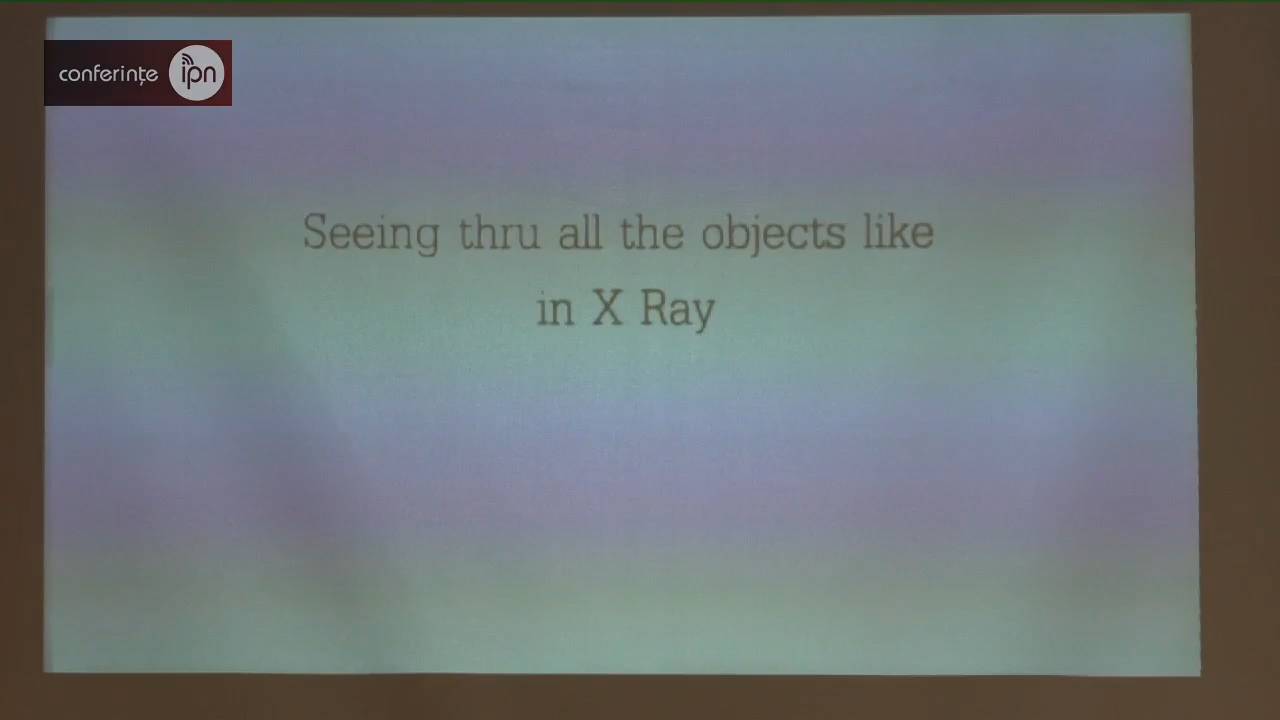 conferințe ipn
Seeing thru all the objects like
in X Ray